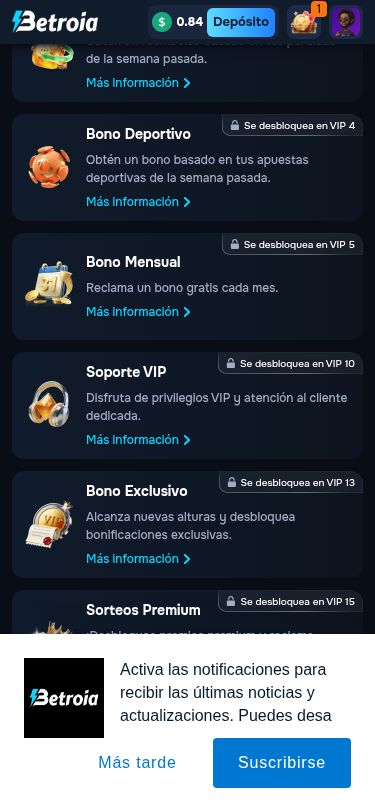 Betroia
$ 0.84 Depósito
1
de la semana pasada.
Más información
Se desbloquea en VIP 4
Bono Deportivo
Obtén un bono basado en tus apuestas
deportivas de la semana pasada.
Más información
Se desbloquea en VIP 5
Bono Mensual
Reclama un bono gratis cada mes.
Más información
Se desbloquea en VIP 10
Soporte VIP
Disfruta de privilegios VIP y atención al cliente
dedicada.
Más información
Se desbloquea en VIP 13
Bono Exclusivo
VIP
Alcanza nuevas alturas y desbloquea
bonificaciones exclusivas.
Más información
Se desbloquea en VIP 15
Sorteos Premium
Betroia
Activa las notificaciones para
recibir las últimas noticias y
actualizaciones. Puedes desa
Más tarde
Suscribirse